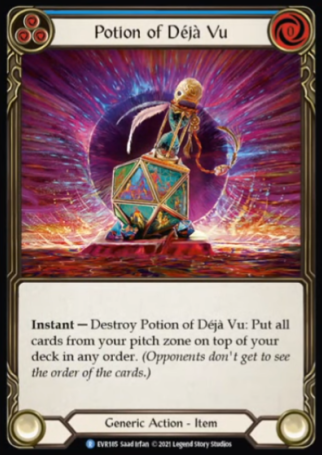 Potion of Déjà Vu
0
Instant — Destroy Potion of Déjà Vu: Put all
cards from your pitch zone on top of your
deck in any order. (Opponents don't get to see
the order of the cards.)
Generic Action - Item
R EVR185 Saad Irfan © 2021 Legend Story Studios